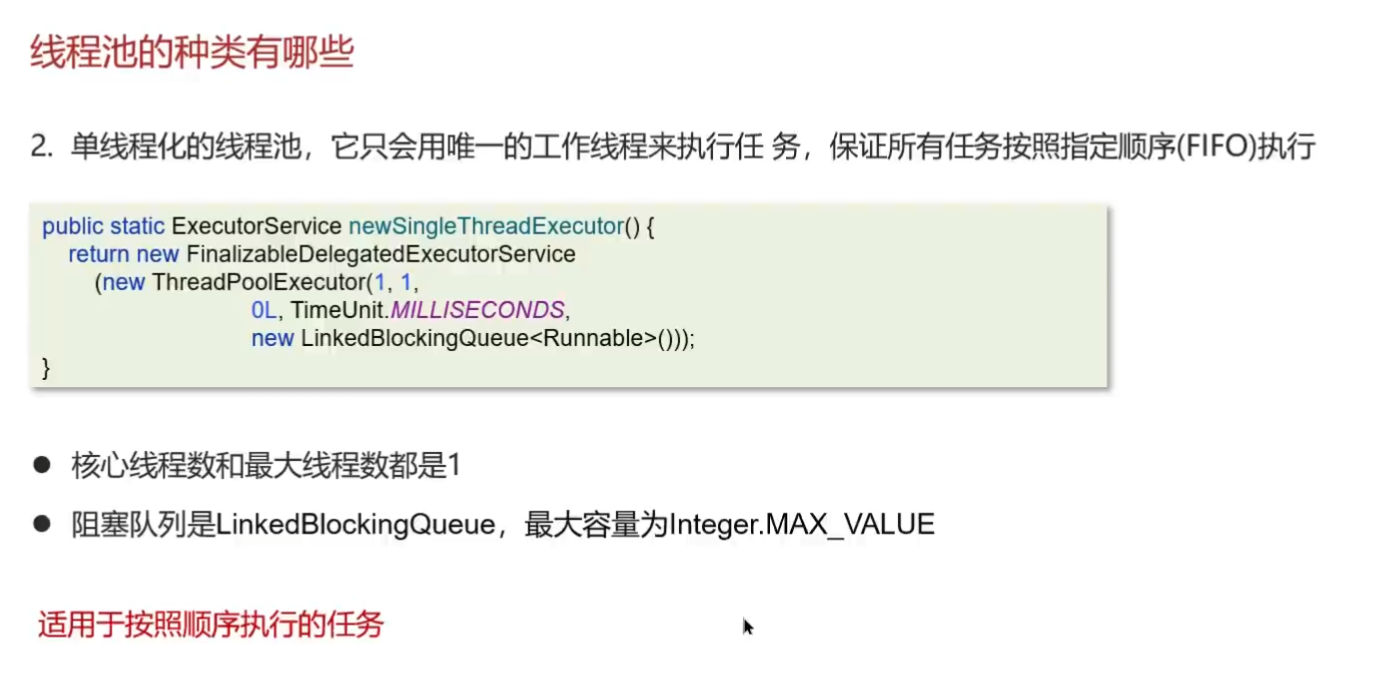 线程池的种类有哪些
2. 单线程化的线程池，它只会用唯一的工作线程来执行任 务，保证所有任务按照指定顺序(FIFO)执行
public static ExecutorService newSingleThreadExecutor() {
return new FinalizableDelegatedExecutorService
(new ThreadPoolExecutor(1, 1,
0L, TimeUnit.MILLISECONDS,
new LinkedBlockingQueue<Runnable>()));
}
● 核心线程数和最大线程数都是1
● 阻塞队列是LinkedBlockingQueue，最大容量为Integer.MAX_VALUE
适用于按照顺序执行的任务